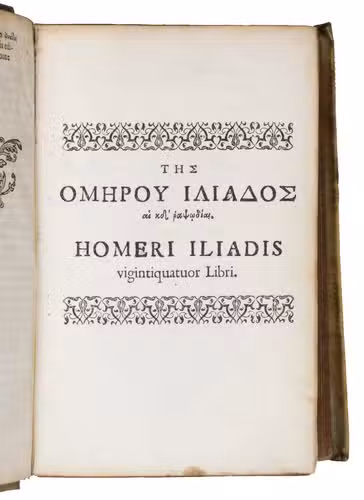 ΤΗΣ
ΟΜΗΡΟΥ ΙΛΙΑΔΟΣ
αἱ κδʹ ῥαψῳδίαι.
HOMERI ILIADIS
vigintiquatuor Libri.